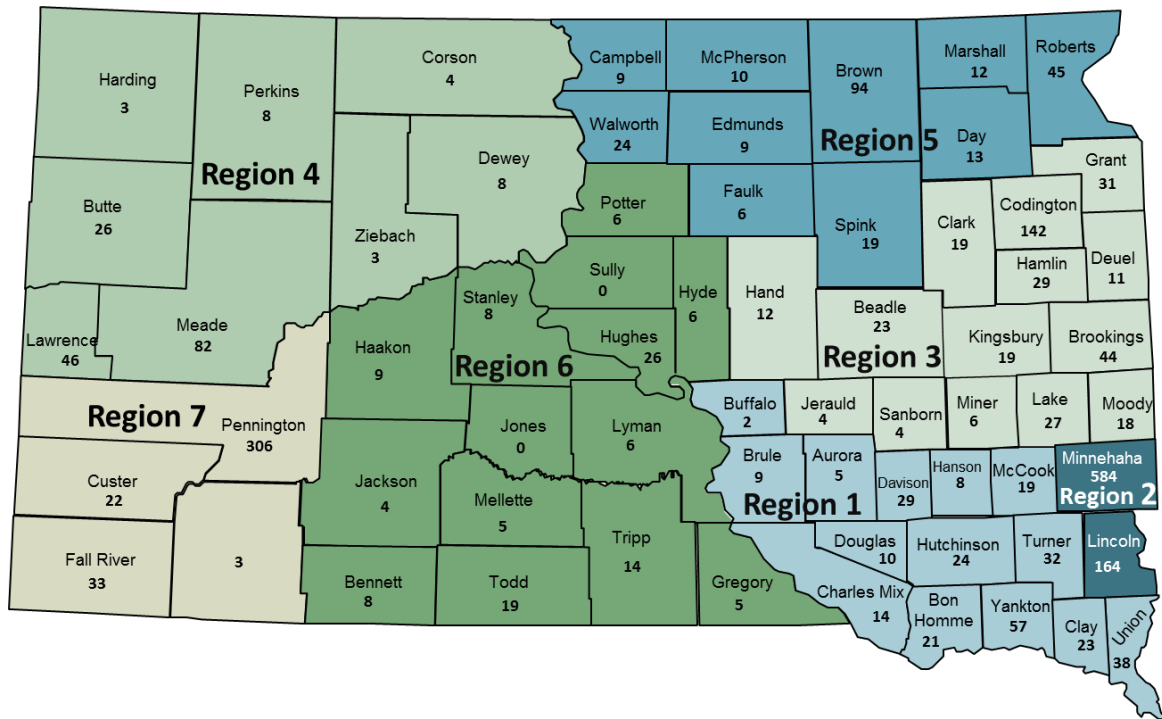 Harding
3
Perkins
8
Corson
4
Campbell
9
McPherson
10
Brown
94
Marshall
12
Roberts
45
Walworth
24
Edmunds
9
Region 5
Day
13
Dewey
8
Region 4
Butte
26
Ziebach
3
Potter
6
Faulk
6
Spink
19
Clark
19
Codington
142
Grant
31
Hamlin
29
Deuel
11
Sully
0
Hyde
6
Hand
12
Stanley
8
Lawrence
46
Meade
82
Haakon
9
Hughes
26
Region 6
Beadle
23
Region 3
Kingsbury
19
Brookings
44
Region 7
Pennington
306
Jones
0
Lyman
6
Buffalo
2
Jerauld
4
Sanborn
4
Miner
6
Lake
27
Moody
18
Custer
22
Jackson
4
Mellette
5
Brule
9
Aurora
5
Region 1
Davison
29
Hanson
8
McCook
19
Minnehaha
584
Region 2
Fall River
33
3
Bennett
8
Todd
19
Tripp
14
Gregory
5
Douglas
10
Hutchinson
24
Turner
32
Lincoln
164
Charles Mix
14
Bon
Homme
21
Yankton
57
Clay
23
Union
38